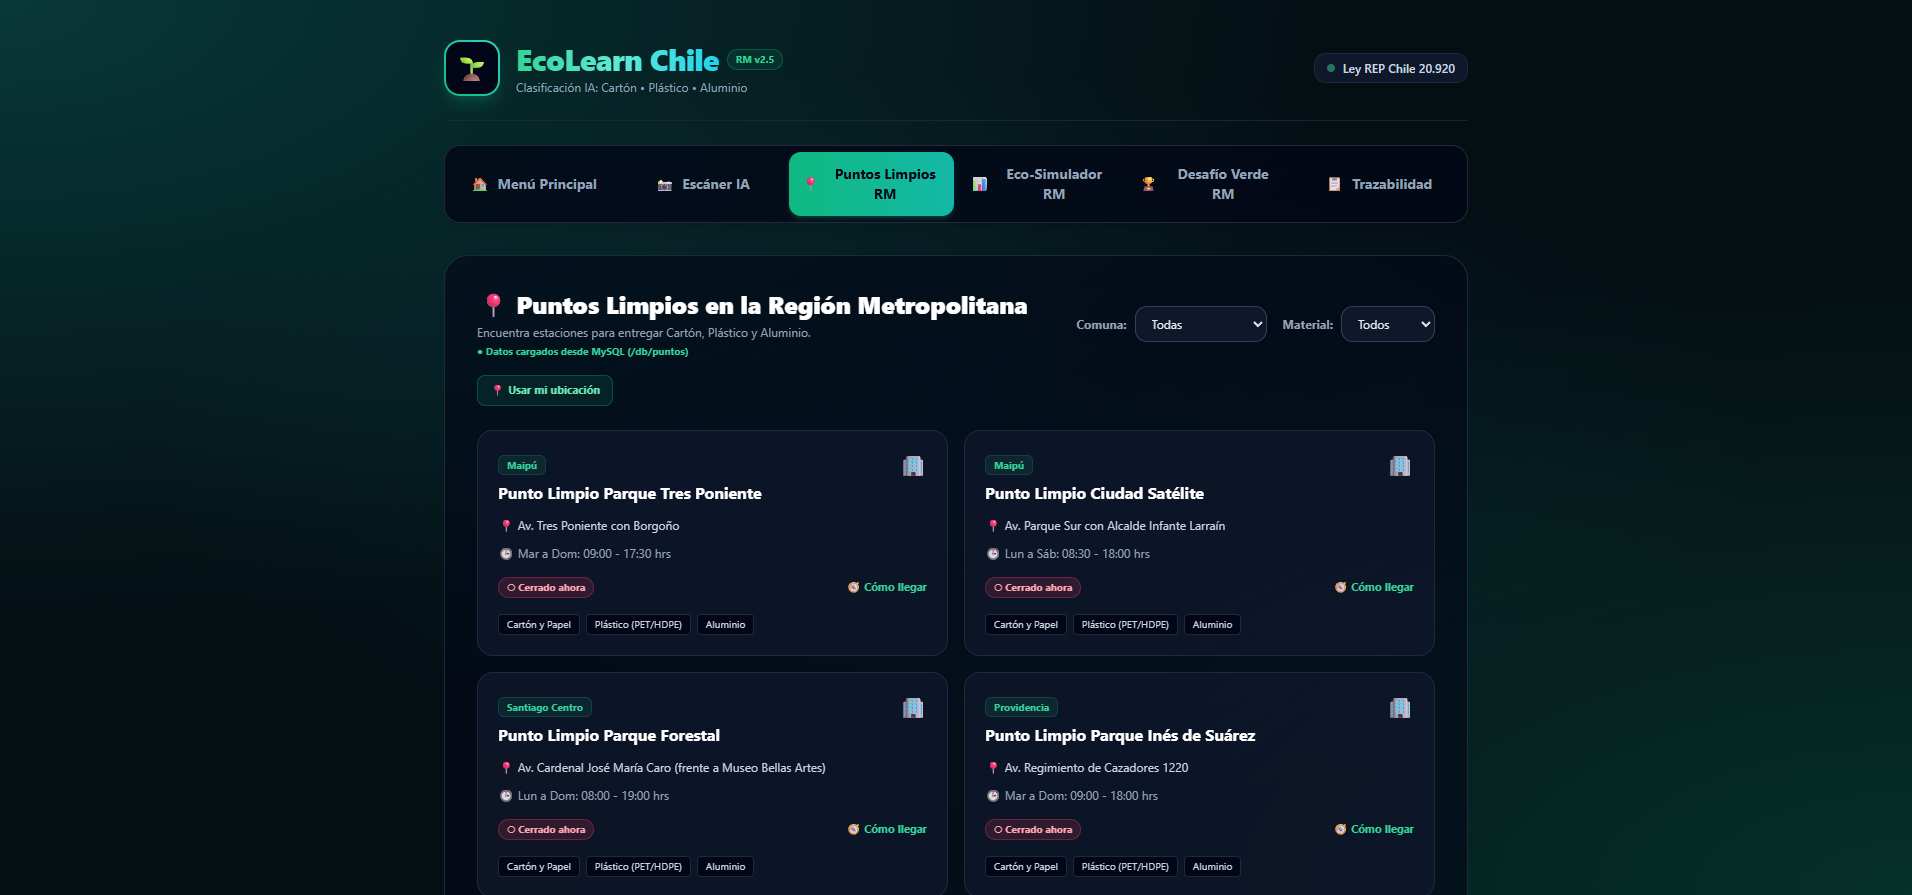 EcoLearn Chile RM v2.5
Clasificación IA: Cartón • Plástico • Aluminio
Ley REP Chile 20.920
Menú Principal
Escáner IA
Puntos Limpios
RM
Eco-Simulador
RM
Desafío Verde
RM
Trazabilidad
Puntos Limpios en la Región Metropolitana
Encuentra estaciones para entregar Cartón, Plástico y Aluminio.
● Datos cargados desde MySQL (/db/puntos)
Comuna: Todas
Material: Todos
Usar mi ubicación
Maipú
Punto Limpio Parque Tres Poniente
Av. Tres Poniente con Borgoño
Mar a Dom: 09:00 - 17:30 hrs
Cerrado ahora
Cómo llegar
Cartón y Papel
Plástico (PET/HDPE)
Aluminio
Maipú
Punto Limpio Ciudad Satélite
Av. Parque Sur con Alcalde Infante Larraín
Lun a Sáb: 08:30 - 18:00 hrs
Cerrado ahora
Cómo llegar
Cartón y Papel
Plástico (PET/HDPE)
Aluminio
Santiago Centro
Punto Limpio Parque Forestal
Av. Cardenal José María Caro (frente a Museo Bellas Artes)
Lun a Dom: 08:00 - 19:00 hrs
Cerrado ahora
Cómo llegar
Cartón y Papel
Plástico (PET/HDPE)
Aluminio
Providencia
Punto Limpio Parque Inés de Suárez
Av. Regimiento de Cazadores 1220
Mar a Dom: 09:00 - 18:00 hrs
Cerrado ahora
Cómo llegar
Cartón y Papel
Plástico (PET/HDPE)
Aluminio